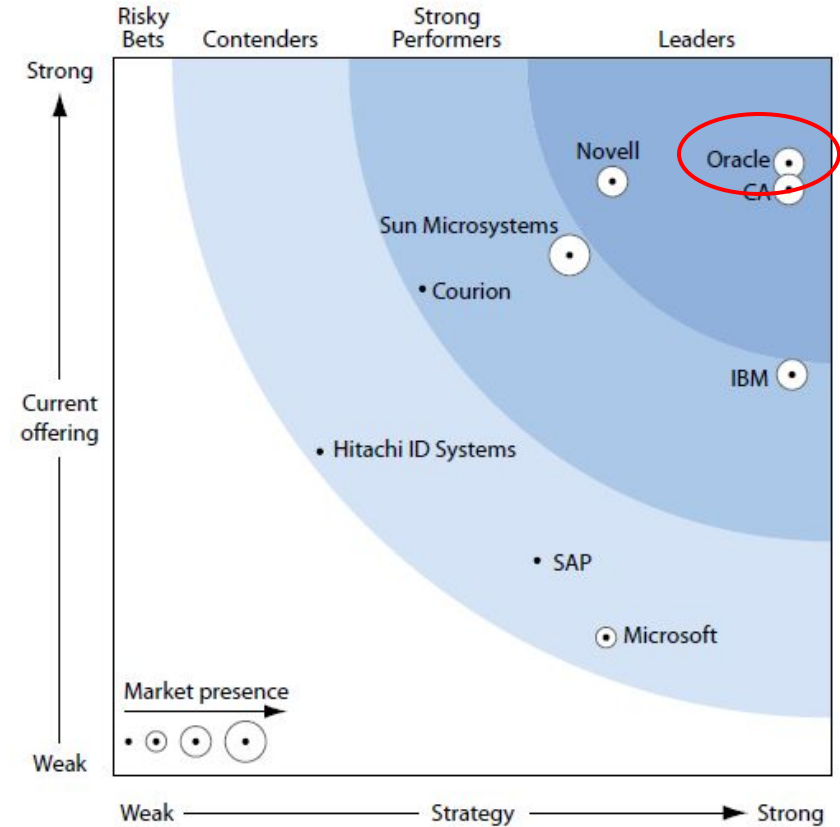 Risky
Bets
Contenders
Strong
Performers
Leaders
Strong
Novell
Oracle
CA
Sun Microsystems
Courion
IBM
Current
offering
Hitachi ID Systems
SAP
Microsoft
Market presence
Weak
Weak
Strategy
Strong